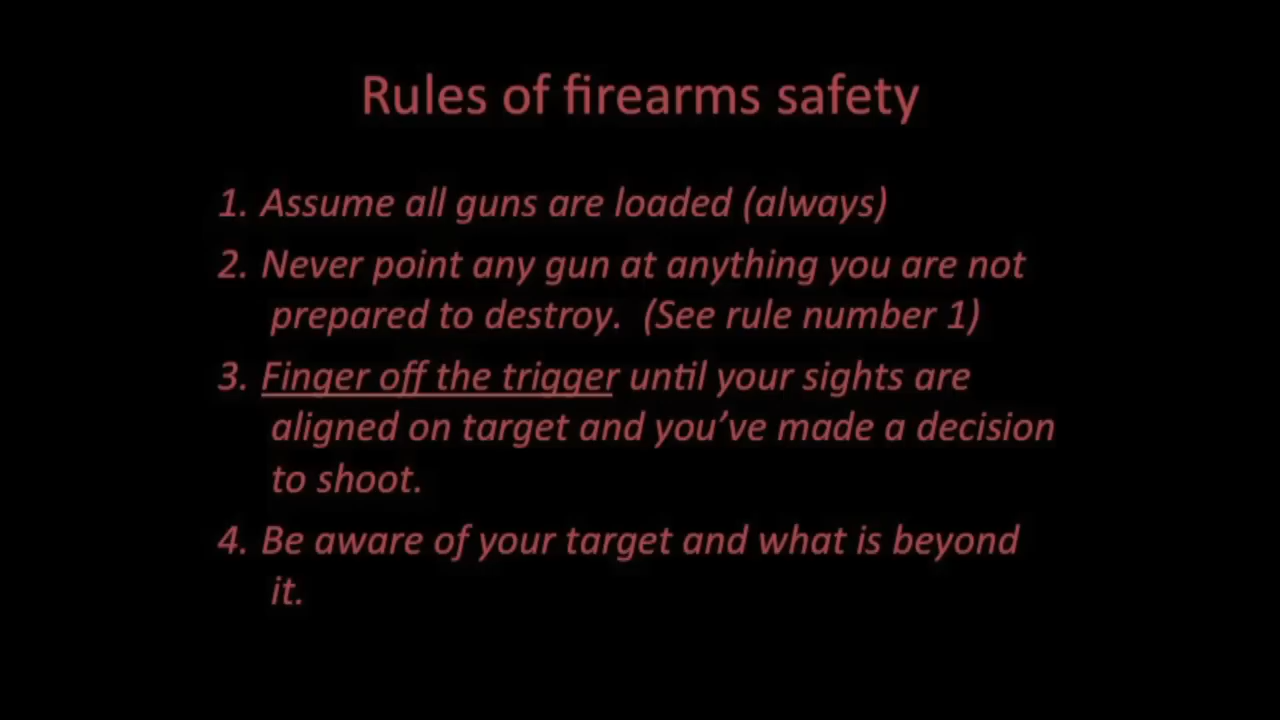 Rules of firearms safety
1. Assume all guns are loaded (always)
2. Never point any gun at anything you are not
prepared to destroy.  (See rule number 1)
3. Finger off the trigger until your sights are
aligned on target and you’ve made a decision
to shoot.
4. Be aware of your target and what is beyond
it.